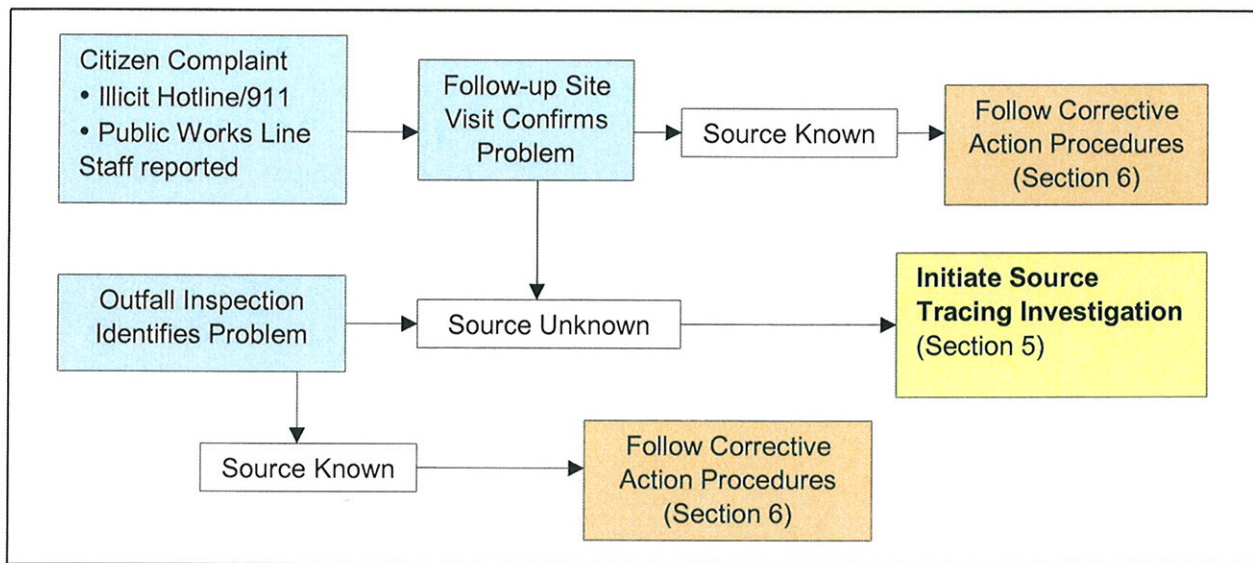 Citizen Complaint
• Illicit Hotline/911
• Public Works Line
Staff reported
Follow-up Site
Visit Confirms
Problem
Source Known
Follow Corrective
Action Procedures
(Section 6)
Outfall Inspection
Identifies Problem
Source Unknown
Initiate Source
Tracing Investigation
(Section 5)
Source Known
Follow Corrective
Action Procedures
(Section 6)